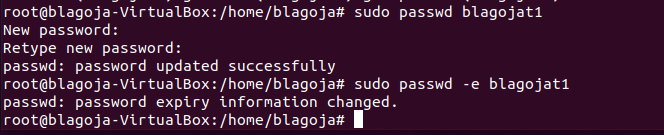 root@blagoja-VirtualBox:/home/blagoja# sudo passwd blagojat1
New password:
Retype new password:
passwd: password updated successfully
root@blagoja-VirtualBox:/home/blagoja# sudo passwd -e blagojat1
passwd: password expiry information changed.
root@blagoja-VirtualBox:/home/blagoja#